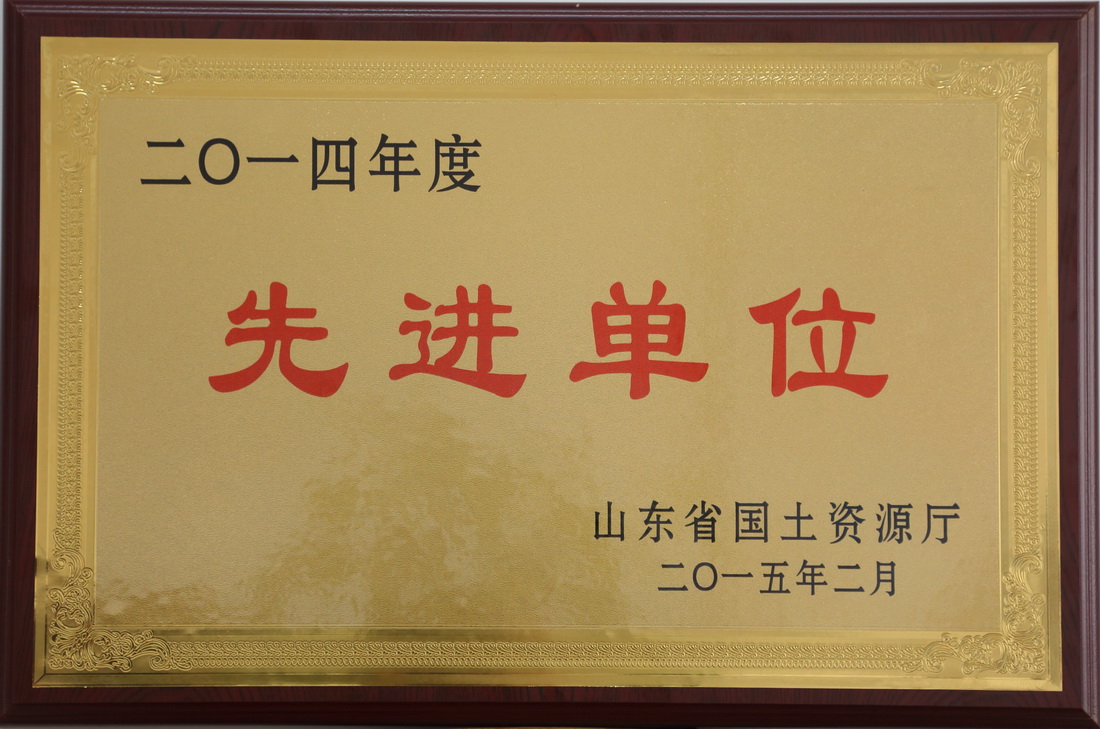 二〇一四年度
先进单位
山东省国土资源厅
二〇一五年二月